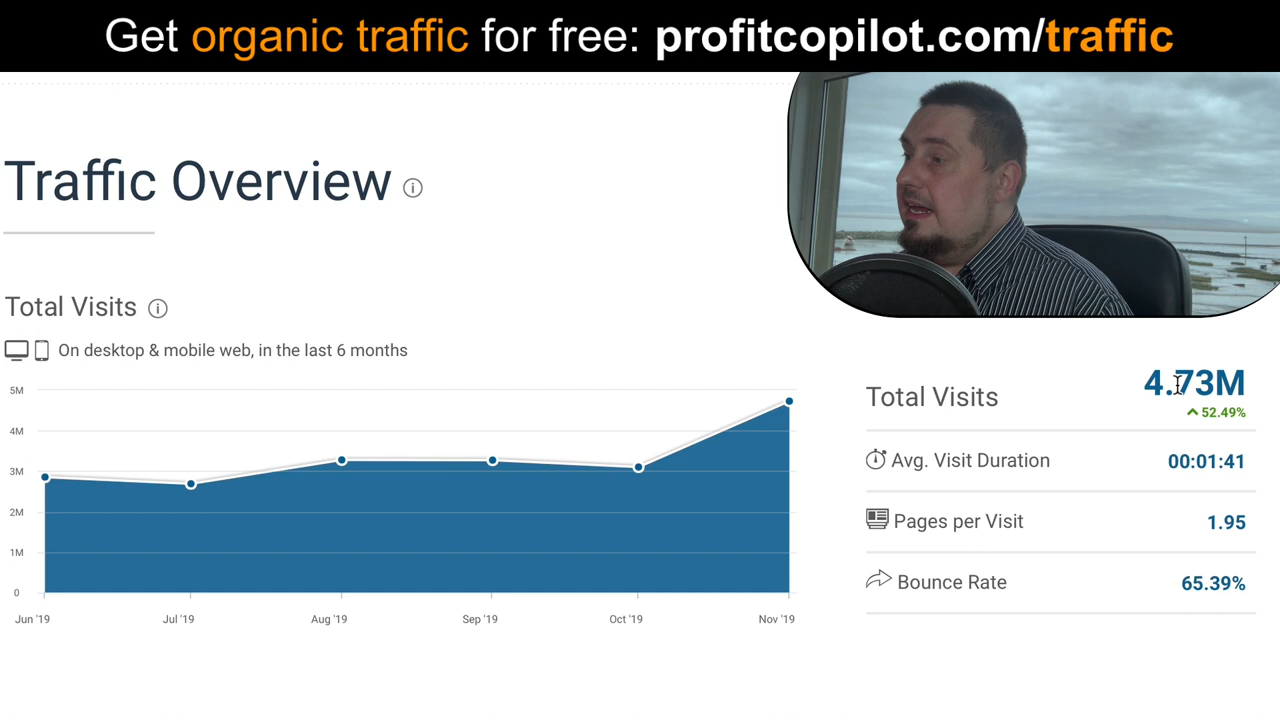 Get organic traffic for free: profitcopilot.com/traffic
Traffic Overview
Total Visits
On desktop & mobile web, in the last 6 months
5M
4M
3M
2M
1M
0
Jun '19 Jul '19 Aug '19 Sep '19 Oct '19 Nov '19
Total Visits 4.73M
52.49%
Avg. Visit Duration 00:01:41
Pages per Visit 1.95
Bounce Rate 65.39%